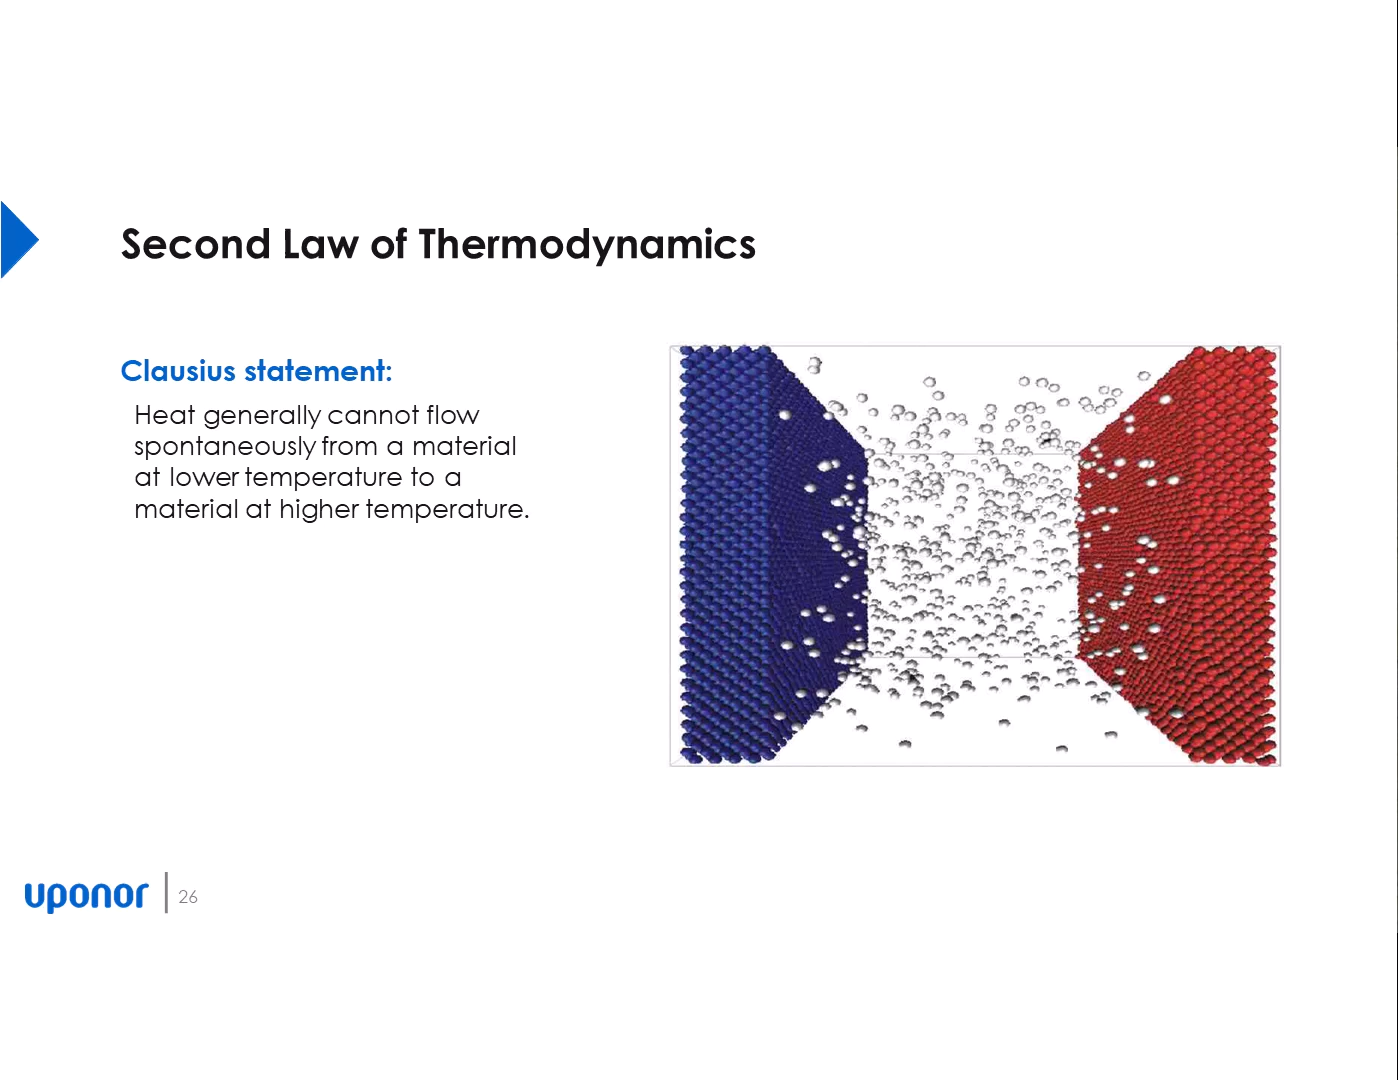 Second Law of Thermodynamics
Clausius statement:
Heat generally cannot flow
spontaneously from a material
at lower temperature to a
material at higher temperature.
uponor
26